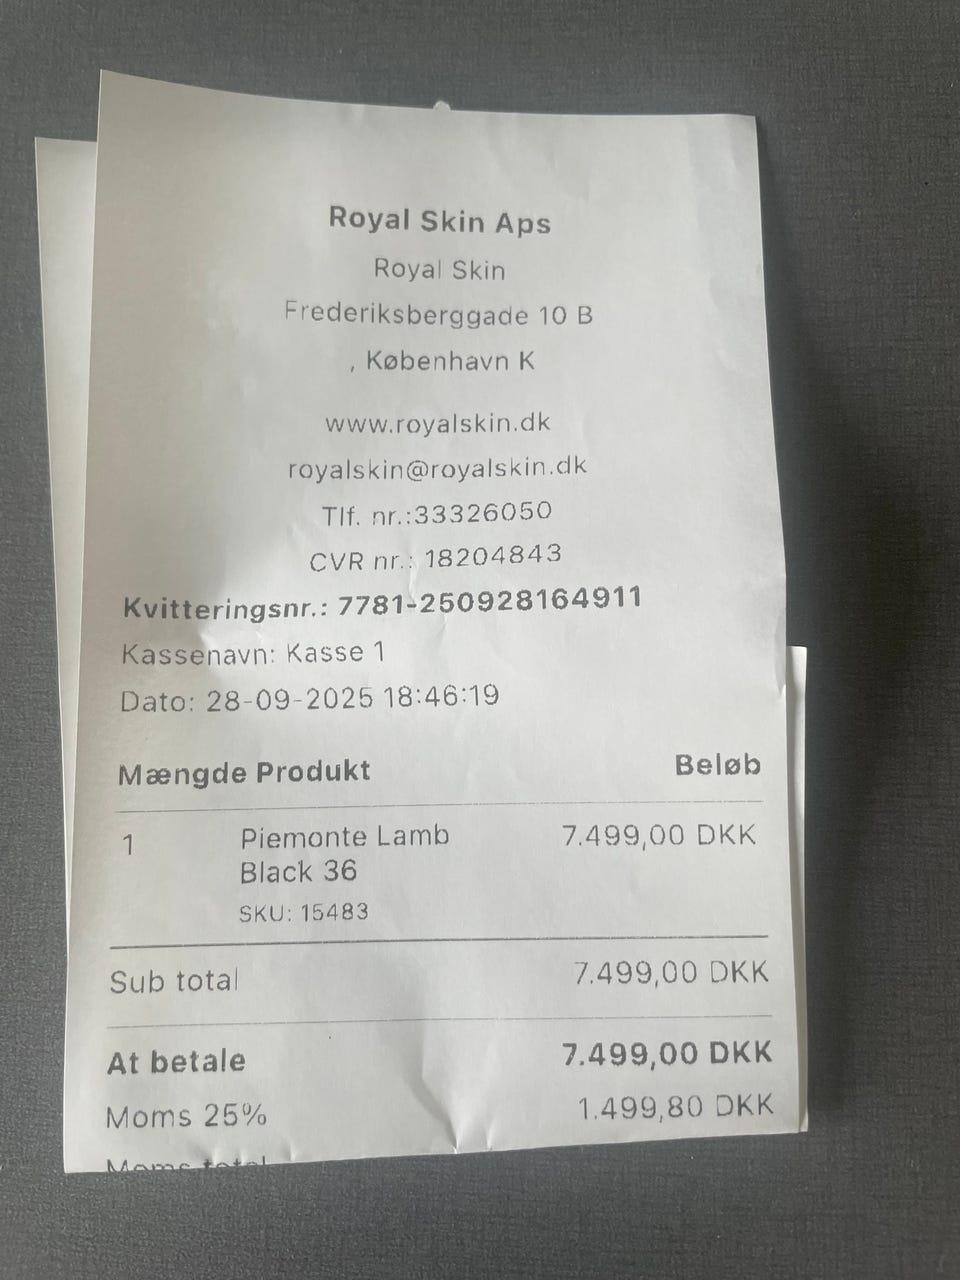 Royal Skin Aps
Royal Skin
Frederiksberggade 10 B
, København K
www.royalskin.dk
royalskin@royalskin.dk
Tlf. nr.:33326050
CVR nr.: 18204843
Kvitteringsnr.: 7781-250928164911
Kassenavn: Kasse 1
Dato: 28-09-2025 18:46:19
Mængde Produkt Beløb
1 Piemonte Lamb 7.499,00 DKK
Black 36
SKU: 15483
Sub total 7.499,00 DKK
At betale 7.499,00 DKK
Moms 25% 1.499,80 DKK
Moms total